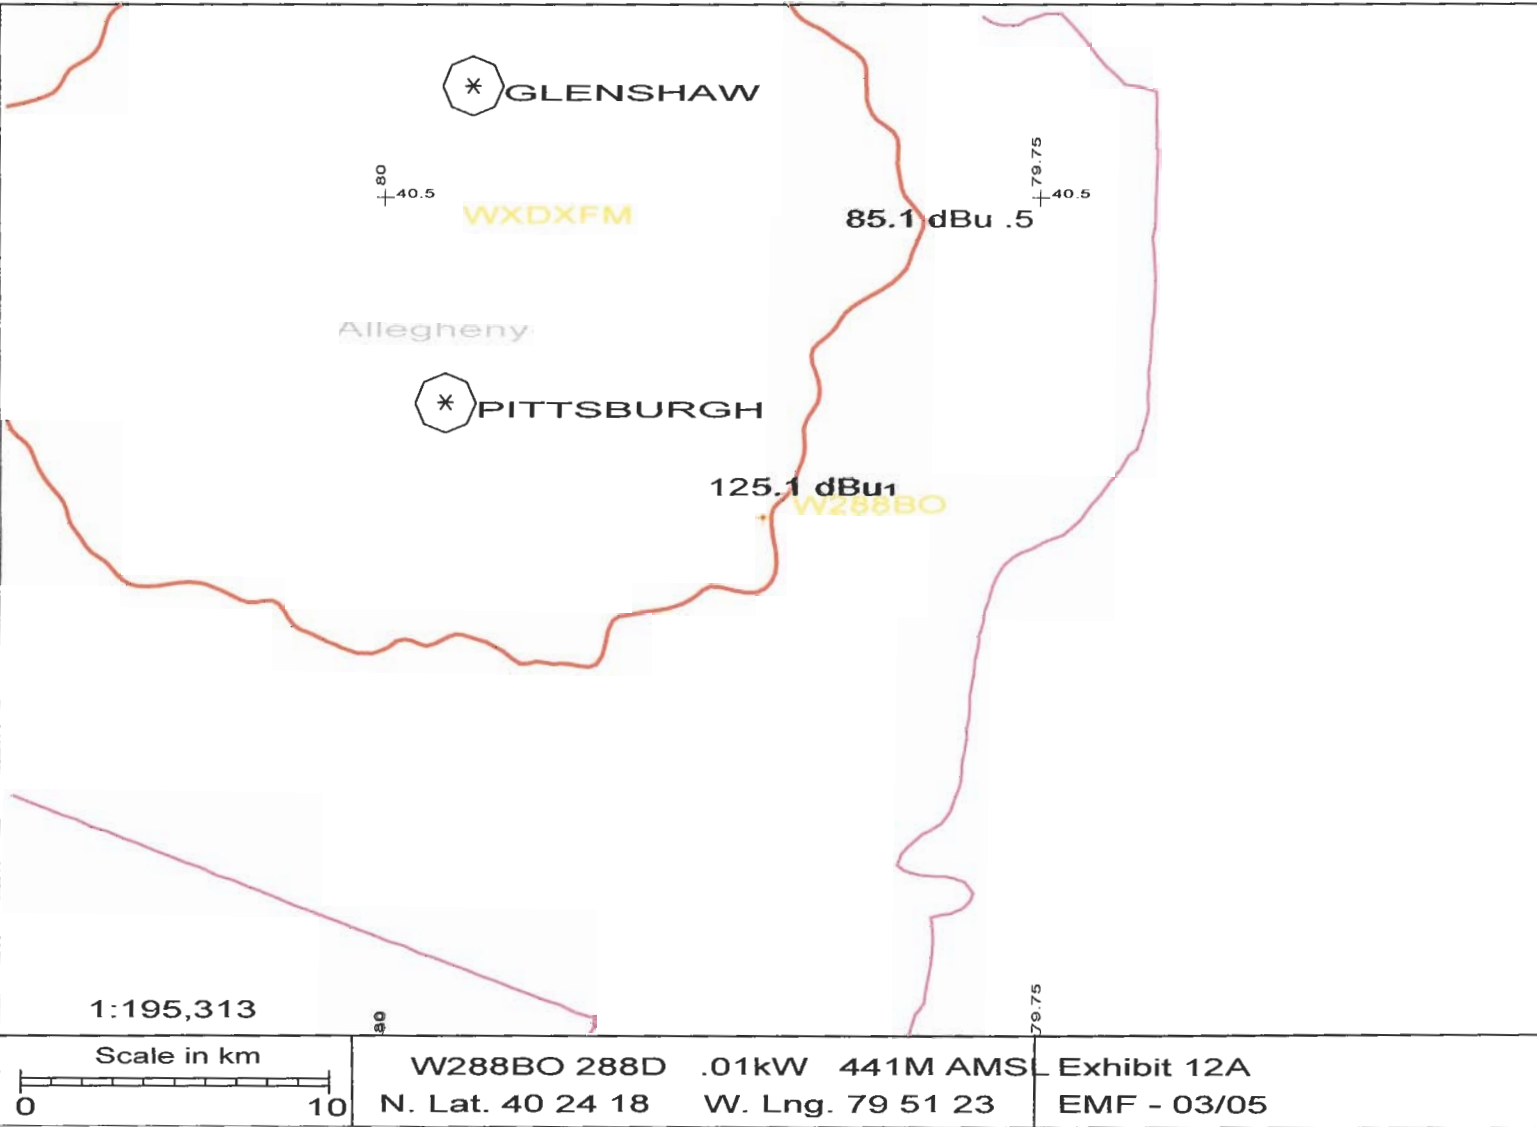 GLENSHAW
80
40.5
79.75
40.5
WXDXFM
85.1 dBu .5
Allegheny
PITTSBURGH
125.1 dBu1
W288BO
1:195,313
80
79.75
Scale in km
0 10
W288BO 288D .01kW 441M AMSL
N. Lat. 40 24 18 W. Lng. 79 51 23
Exhibit 12A
EMF - 03/05